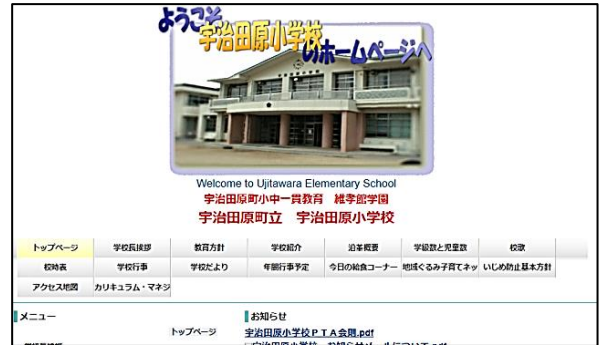 ようこそ
宇治田原小学校
のホームページへ
Welcome to Ujitawara Elementary School
宇治田原町小中一貫教育 維孝館学園
宇治田原町立 宇治田原小学校
トップページ 学校長挨拶 教育方針 学校紹介 沿革概要 学級数と児童数 校歌
校時表 学校行事 学校だより 年間行事予定 今日の給食コーナー 地域ぐるみ子育てネッ いじめ防止基本方針
アクセス地図 カリキュラム・マネジ
メニュー
トップページ
お知らせ
宇治田原小学校PTA会則.pdf